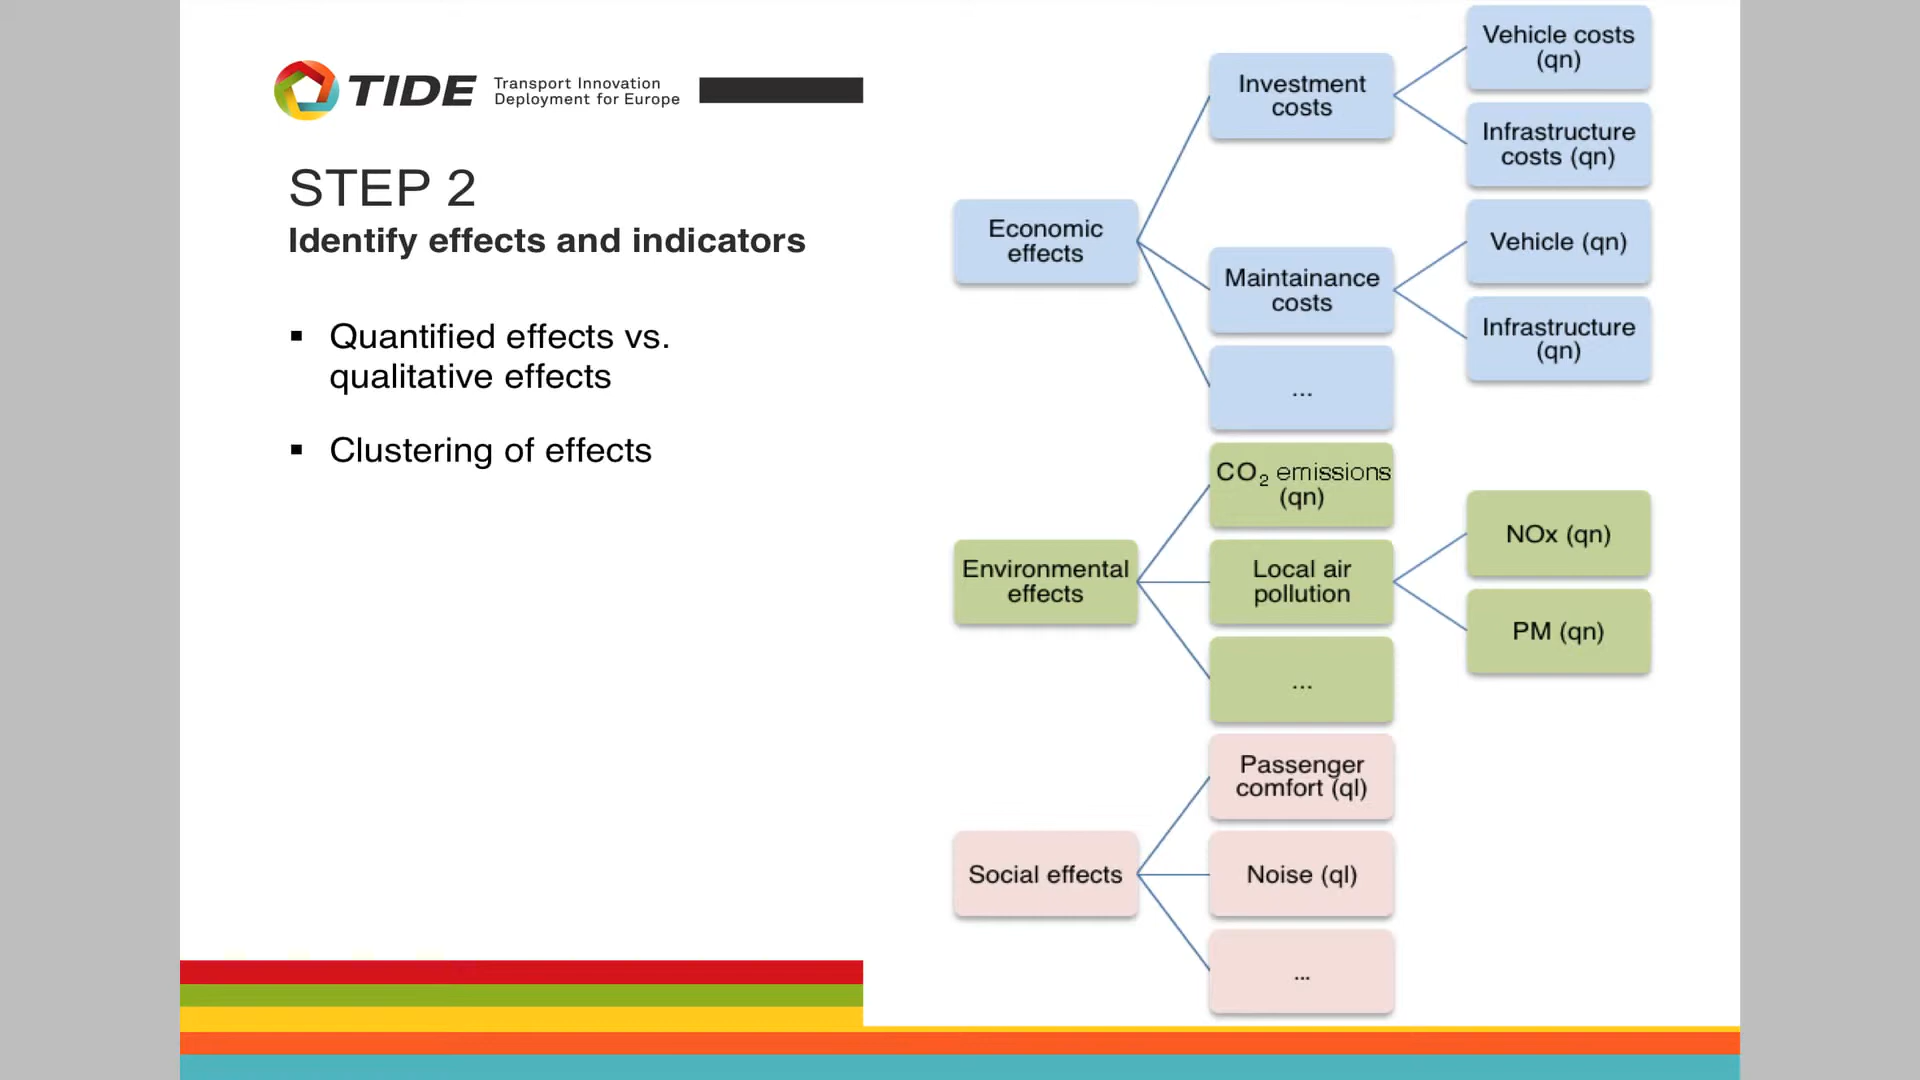 TIDE
Transport Innovation
Deployment for Europe
STEP 2
Identify effects and indicators
▪ Quantified effects vs.
qualitative effects
▪ Clustering of effects
Economic
effects
Investment
costs
Vehicle costs
(qn)
Infrastructure
costs (qn)
Maintainance
costs
Vehicle (qn)
Infrastructure
(qn)
...
Environmental
effects
CO₂ emissions
(qn)
Local air
pollution
NOx (qn)
PM (qn)
...
Social effects
Passenger
comfort (ql)
Noise (ql)
...